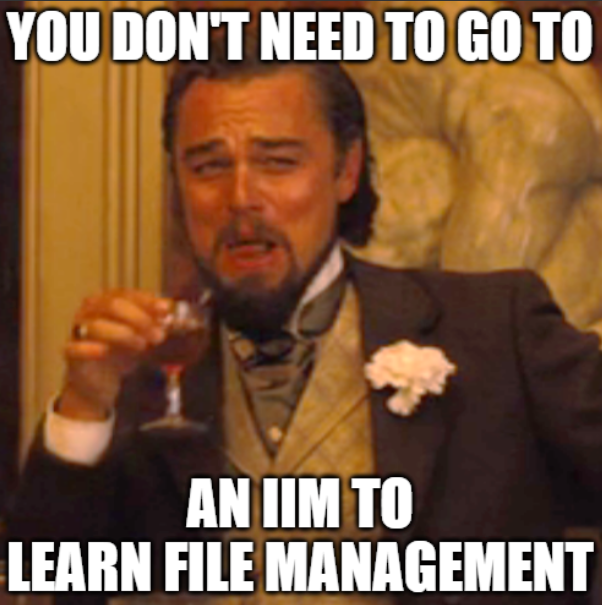 YOU DON'T NEED TO GO TO
AN IIM TO
LEARN FILE MANAGEMENT